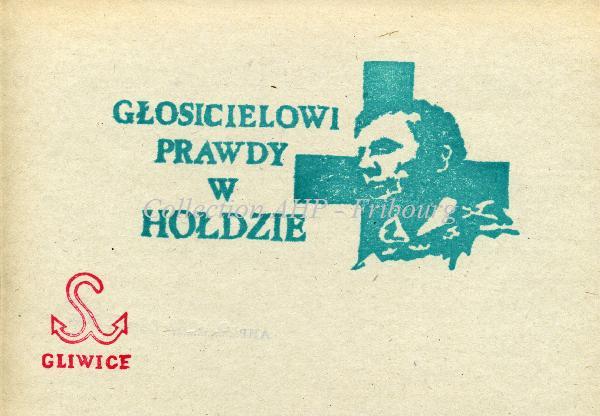 GŁOSICIELOWI
PRAWDY
W
HOŁDZIE
Collection AHP - Fribourg
GLIWICE